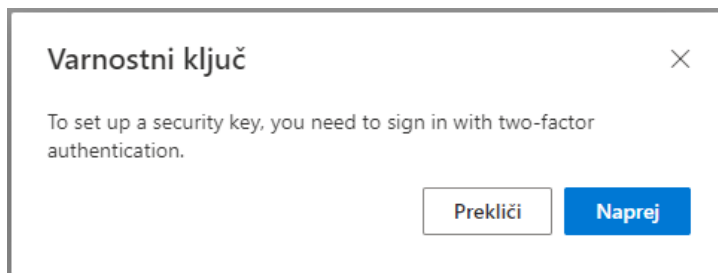 Varnostni ključ
To set up a security key, you need to sign in with two-factor
authentication.
Prekliči
Naprej